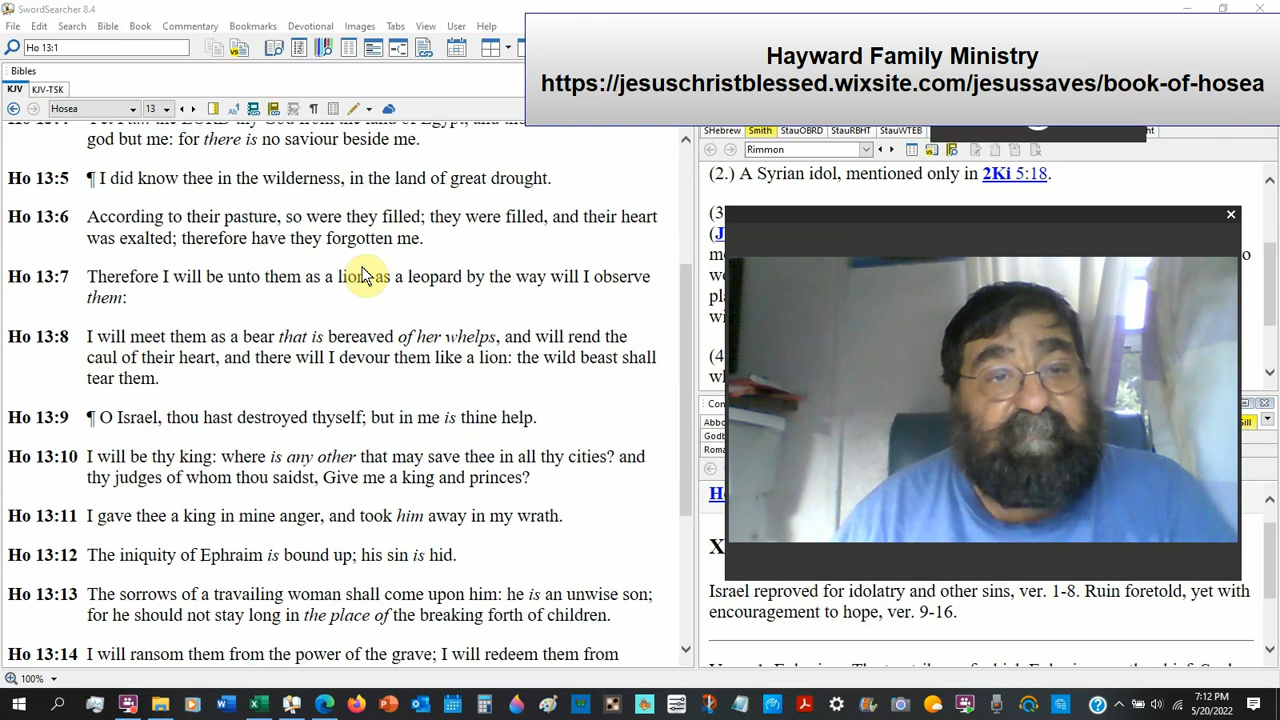 SwordSearcher 8.4
File Edit Search Bible Book Commentary Bookmarks Devotional Images Tabs View User Help
Ho 13:1
Hayward Family Ministry
https://jesuschristblessed.wixsite.com/jesussaves/book-of-hosea
Bibles
KJV KJV-TSK
Hosea 13
god but me: for there is no saviour beside me.
Ho 13:5 ¶ I did know thee in the wilderness, in the land of great drought.
Ho 13:6 According to their pasture, so were they filled; they were filled, and their heart
was exalted; therefore have they forgotten me.
Ho 13:7 Therefore I will be unto them as a lion: as a leopard by the way will I observe
them:
Ho 13:8 I will meet them as a bear that is bereaved of her whelps, and will rend the
caul of their heart, and there will I devour them like a lion: the wild beast shall
tear them.
Ho 13:9 ¶ O Israel, thou hast destroyed thyself; but in me is thine help.
Ho 13:10 I will be thy king: where is any other that may save thee in all thy cities? and
thy judges of whom thou saidst, Give me a king and princes?
Ho 13:11 I gave thee a king in mine anger, and took him away in my wrath.
Ho 13:12 The iniquity of Ephraim is bound up; his sin is hid.
Ho 13:13 The sorrows of a travailing woman shall come upon him: he is an unwise son;
for he should not stay long in the place of the breaking forth of children.
Ho 13:14 I will ransom them from the power of the grave; I will redeem them from
100%
SHebrew Smith StauOBRD StauRBHT StauWTEB
Rimmon
(2.) A Syrian idol, mentioned only in 2Ki 5:18.
(3
(J
(4
Israel reproved for idolatry and other sins, ver. 1-8. Ruin foretold, yet with
encouragement to hope, ver. 9-16.
7:12 PM
5/20/2022